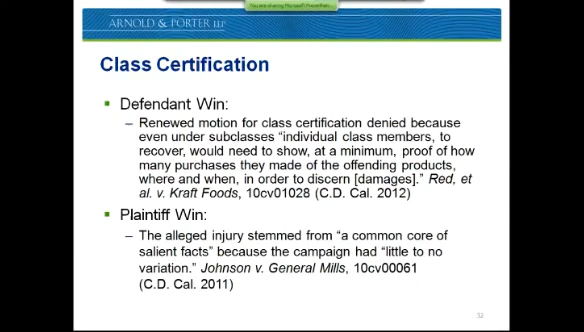 You are sharing Microsoft PowerPoint
ARNOLD & PORTER LLP
Class Certification
▪ Defendant Win:
– Renewed motion for class certification denied because
even under subclasses “individual class members, to
recover, would need to show, at a minimum, proof of how
many purchases they made of the offending products,
where and when, in order to discern [damages].” Red, et
al. v. Kraft Foods, 10cv01028 (C.D. Cal. 2012)
▪ Plaintiff Win:
– The alleged injury stemmed from “a common core of
salient facts” because the campaign had “little to no
variation.” Johnson v. General Mills, 10cv00061
(C.D. Cal. 2011)
32